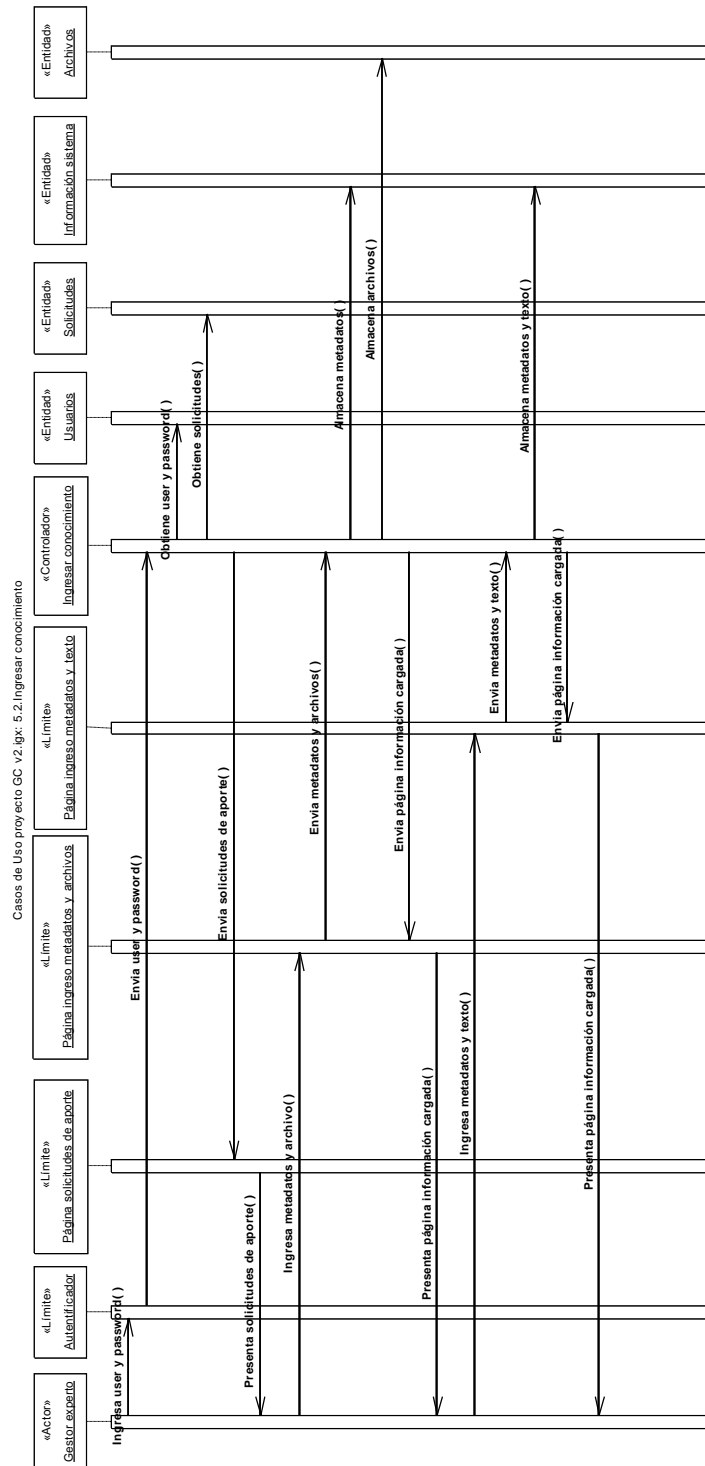 Casos de Uso proyecto GC v2.igx: 5.2.Ingresar conocimiento
«Actor»
Gestor experto
«Límite»
Autentificador
«Límite»
Página solicitudes de aporte
«Límite»
Página ingreso metadatos y archivos
«Límite»
Página ingreso metadatos y texto
«Controlador»
Ingresar conocimiento
«Entidad»
Usuarios
«Entidad»
Solicitudes
«Entidad»
Información sistema
«Entidad»
Archivos
Ingresa user y password( )
Envia user y password( )
Obtiene user y password( )
Obtiene solicitudes( )
Envia solicitudes de aporte( )
Presenta solicitudes de aporte( )
Ingresa metadatos y archivo( )
Envia metadatos y archivos( )
Almacena metadatos( )
Almacena archivos( )
Envia página información cargada( )
Presenta página información cargada( )
Ingresa metadatos y texto( )
Envia metadatos y texto( )
Almacena metadatos y texto( )
Envia página información cargada( )
Presenta página información cargada( )